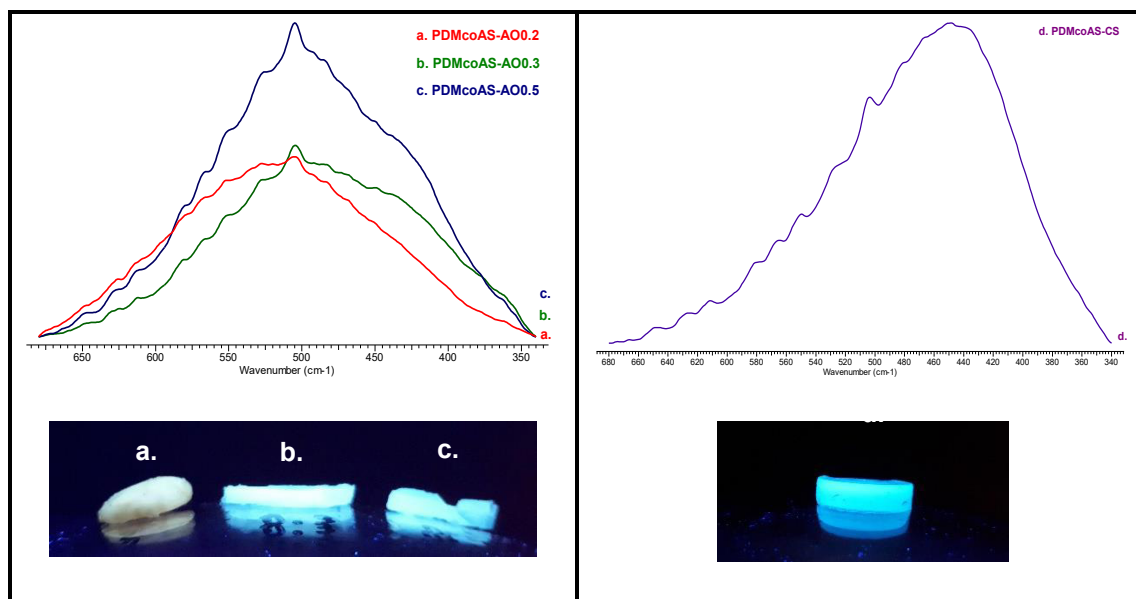 a. PDMcoAS-AO0.2
b. PDMcoAS-AO0.3
c. PDMcoAS-AO0.5
c.
b.
a.
650 600 550 500 450 400 350
Wavenumber (cm-1)
a. b. c.
d. PDMcoAS-CS
d.
680 660 640 620 600 580 560 540 520 500 480 460 440 420 400 380 360 340
Wavenumber (cm-1)